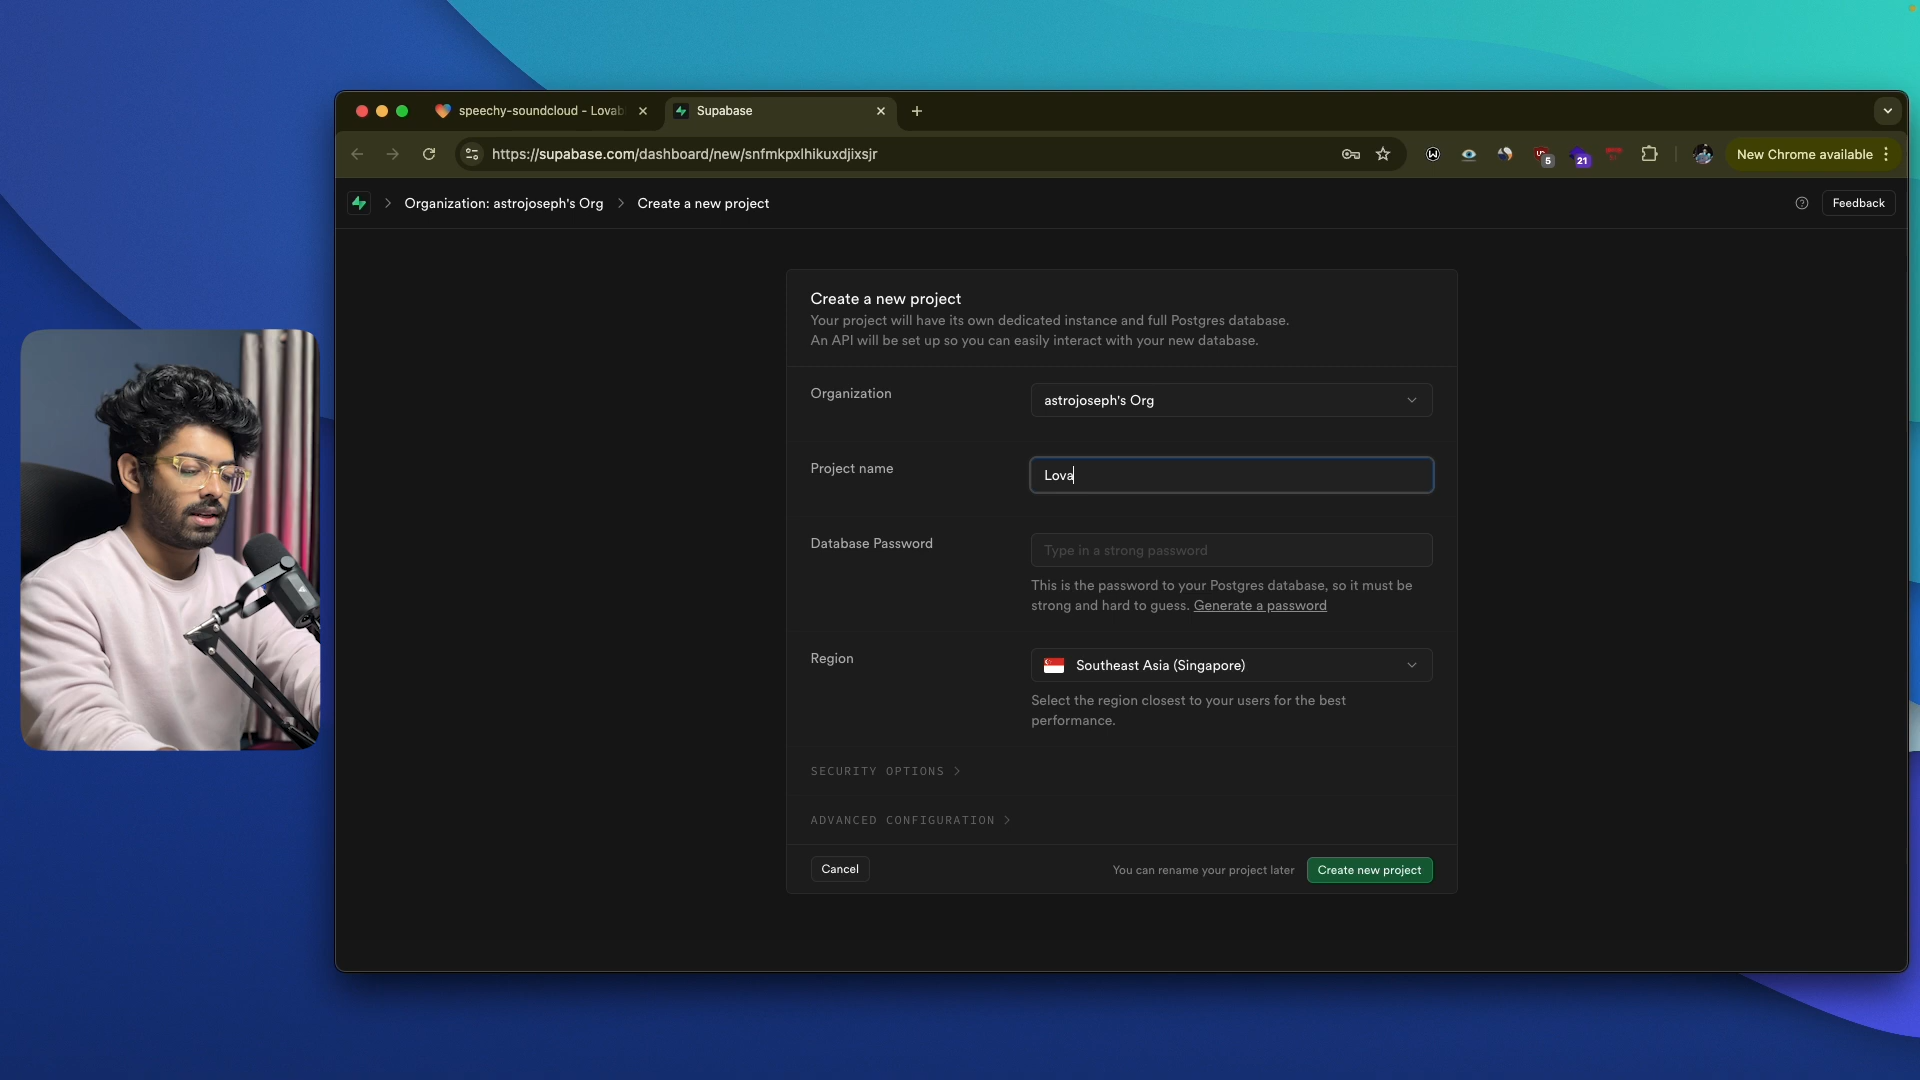 speechy-soundcloud - Lovab
Supabase
https://supabase.com/dashboard/new/snfmkpxlhikuxdjixsjr
5
21
New Chrome available
Organization: astrojoseph's Org
Create a new project
Feedback
Create a new project
Your project will have its own dedicated instance and full Postgres database.
An API will be set up so you can easily interact with your new database.
Organization
astrojoseph's Org
Project name
Lova
Database Password
Type in a strong password
This is the password to your Postgres database, so it must be
strong and hard to guess. Generate a password
Region
Southeast Asia (Singapore)
Select the region closest to your users for the best
performance.
SECURITY OPTIONS
ADVANCED CONFIGURATION
Cancel
You can rename your project later
Create new project